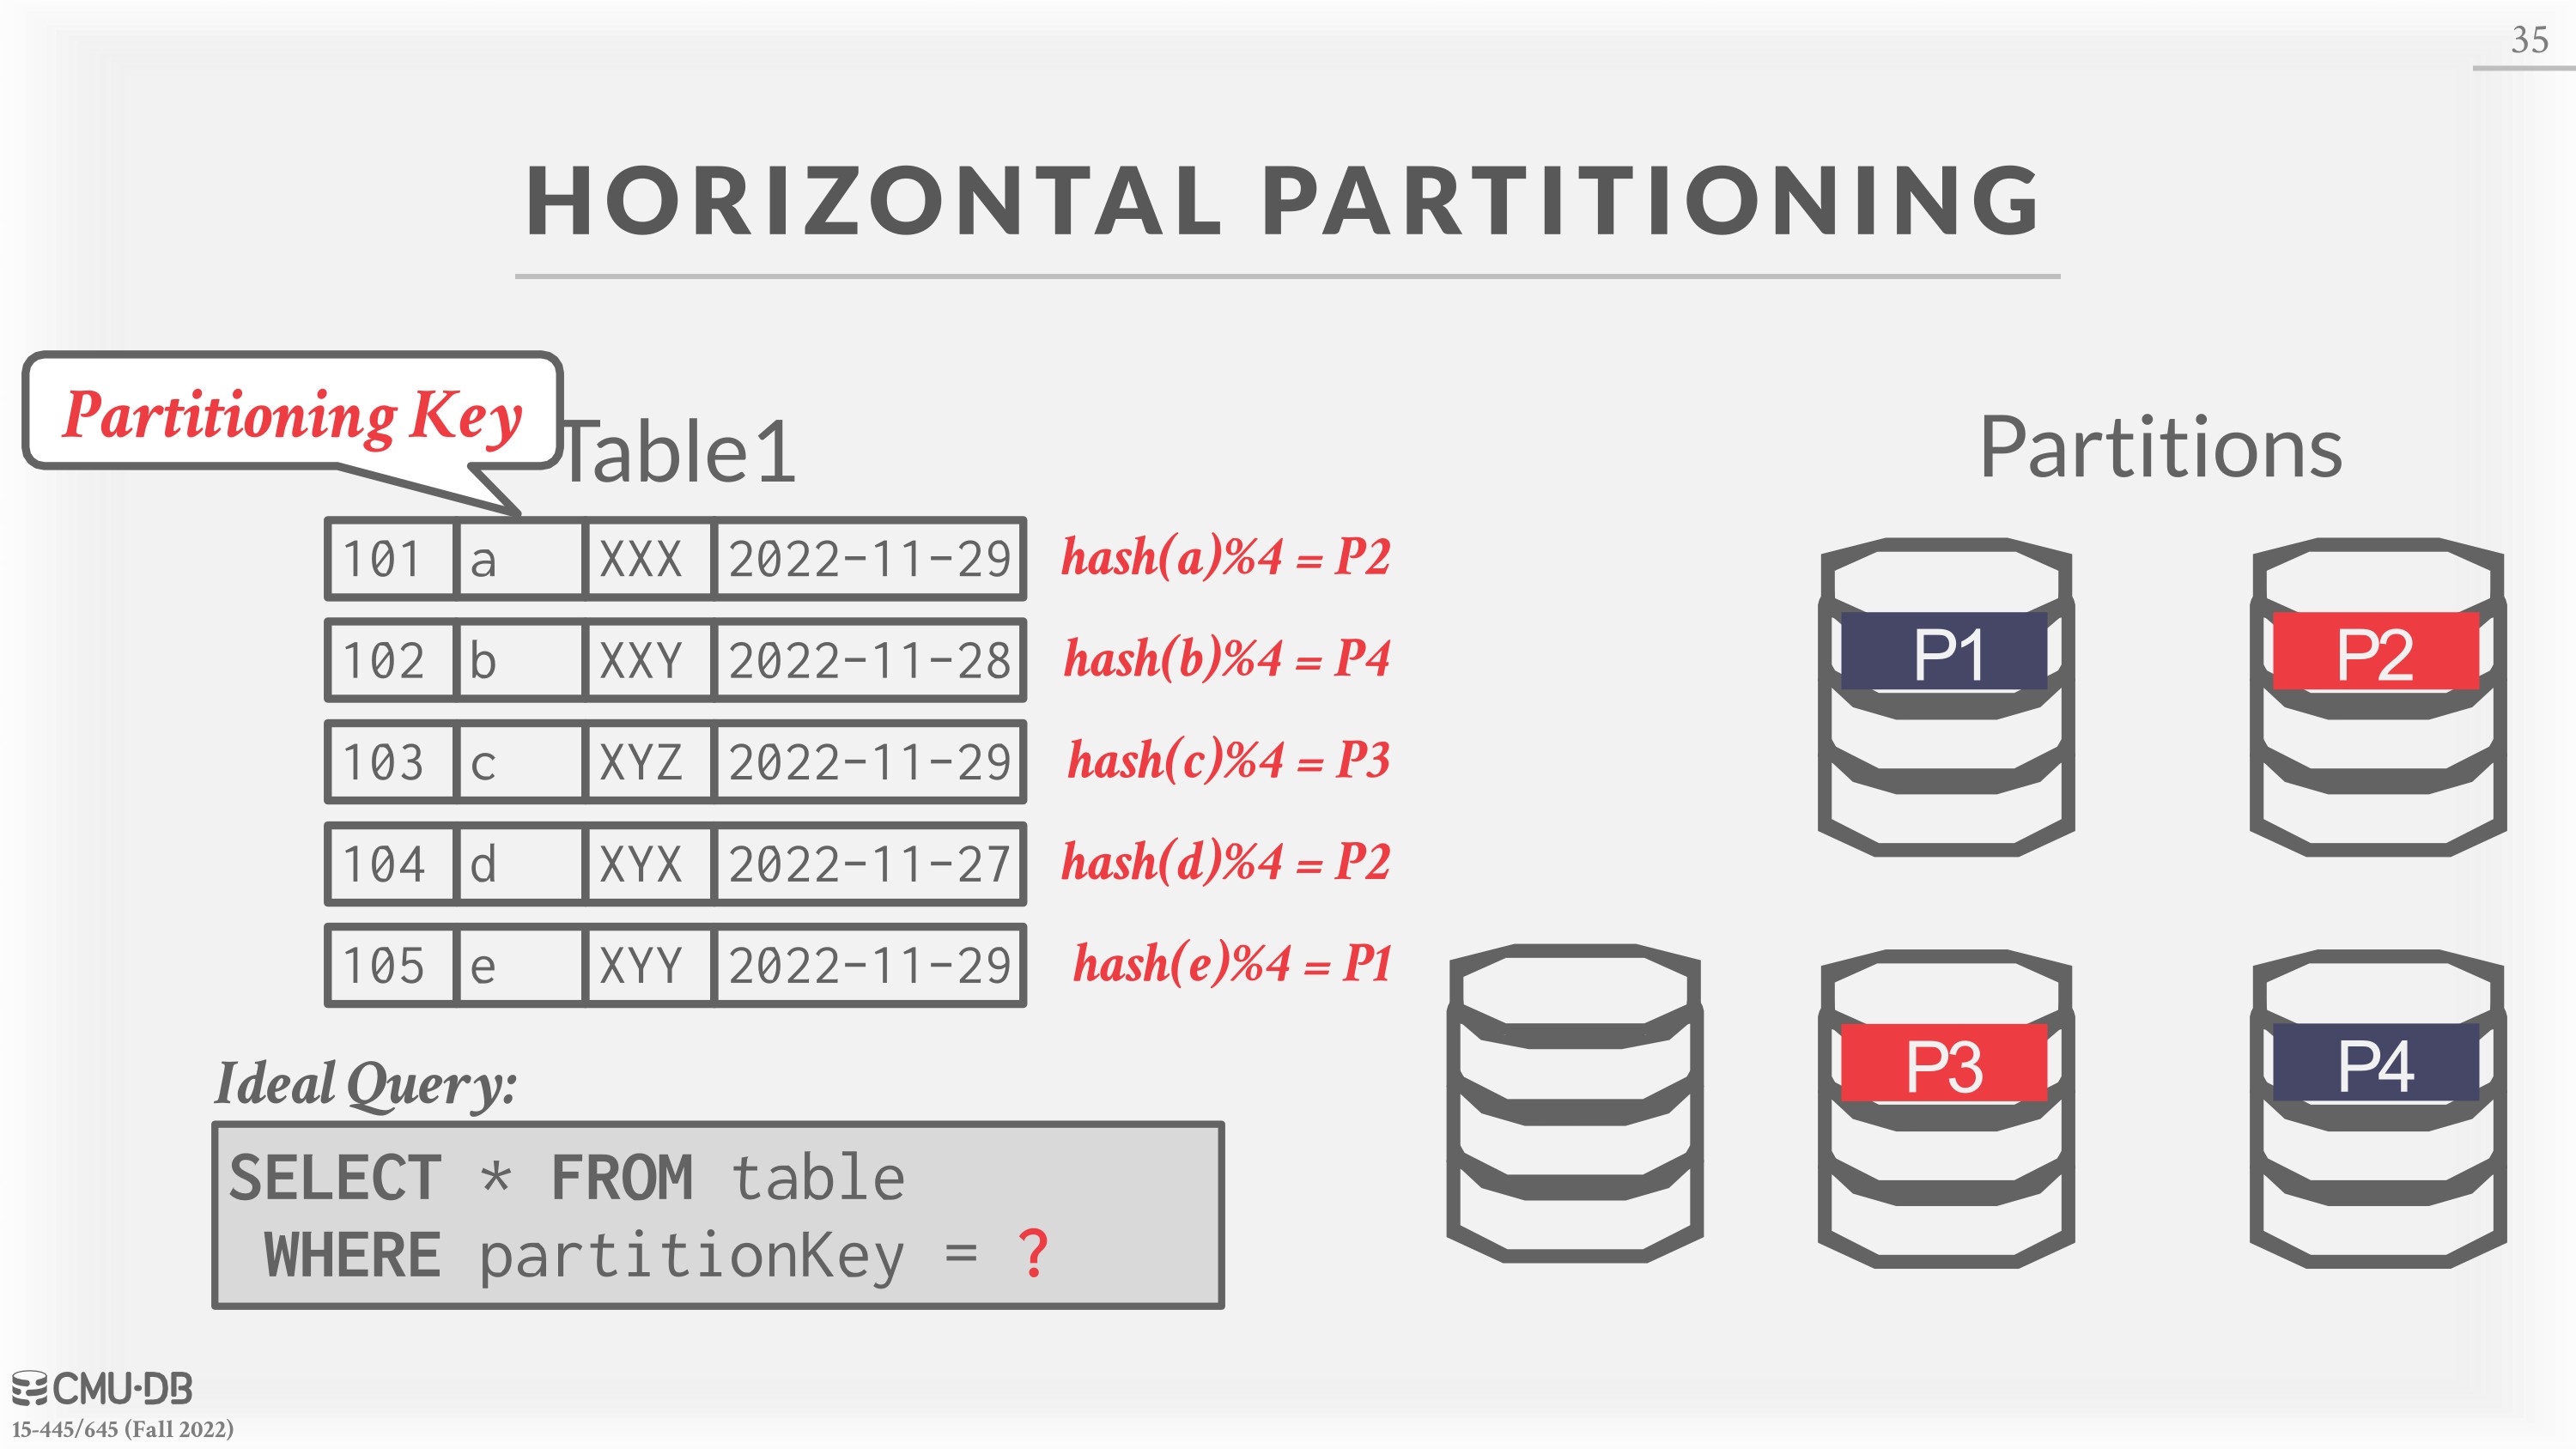 35
HORIZONTAL PARTITIONING
Partitioning Key
Table1
101 a XXX 2022-11-29 hash(a)%4 = P2
102 b XXY 2022-11-28 hash(b)%4 = P4
103 c XYZ 2022-11-29 hash(c)%4 = P3
104 d XYX 2022-11-27 hash(d)%4 = P2
105 e XYY 2022-11-29 hash(e)%4 = P1
Partitions
P1 P2
P3 P4
Ideal Query:
SELECT * FROM table
WHERE partitionKey = ?
CMU·DB
15-445/645 (Fall 2022)